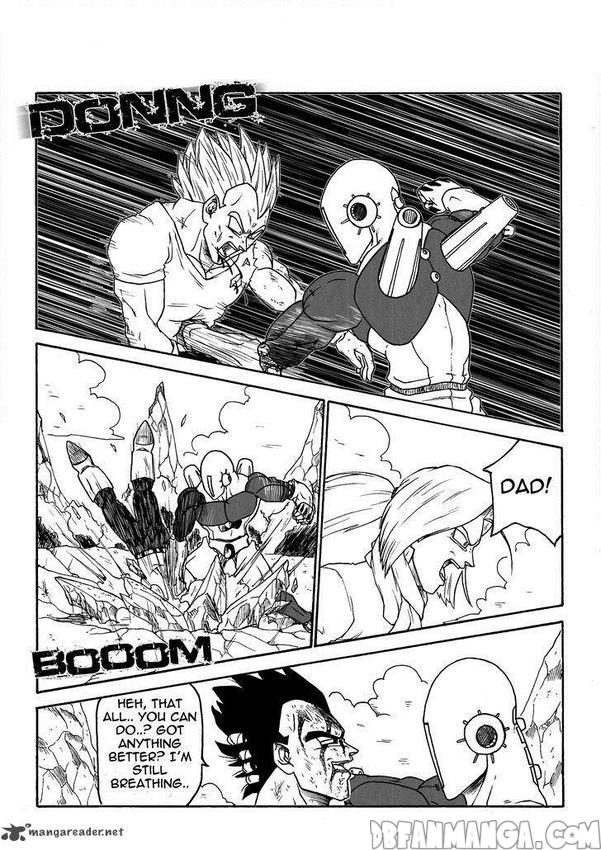 DONNG
DAD!
BOOOM
HEH, THAT
ALL.. YOU CAN
DO..? GOT
ANYTHING
BETTER? I'M
STILL
BREATHING..
mangareader.net
DBFANMANGA.COM